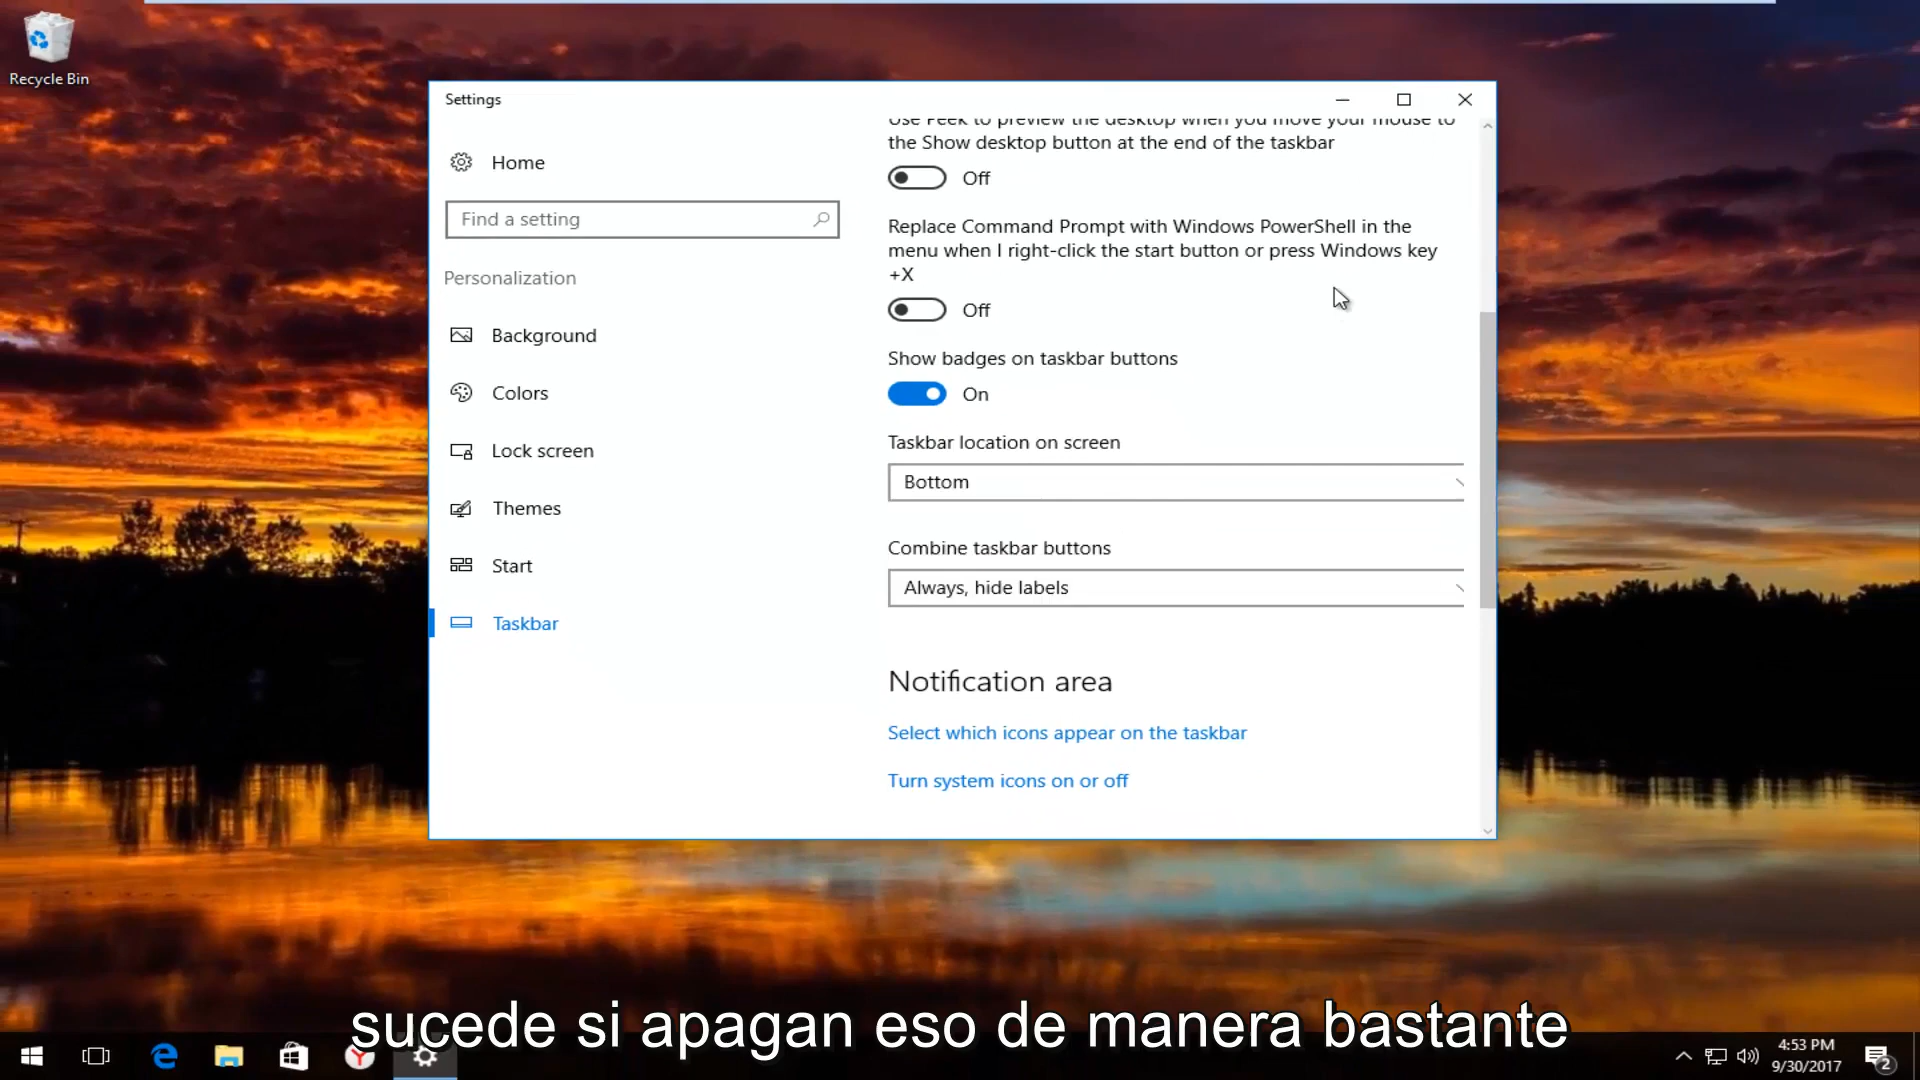 Recycle Bin
Settings
Home
Find a setting
Personalization
Background
Colors
Lock screen
Themes
Start
Taskbar
Use Peek to preview the desktop when you move your mouse to
the Show desktop button at the end of the taskbar
Off
Replace Command Prompt with Windows PowerShell in the
menu when I right-click the start button or press Windows key
+X
Off
Show badges on taskbar buttons
On
Taskbar location on screen
Bottom
Combine taskbar buttons
Always, hide labels
Notification area
Select which icons appear on the taskbar
Turn system icons on or off
sucede si apagan eso de manera bastante
4:53 PM
9/30/2017
2